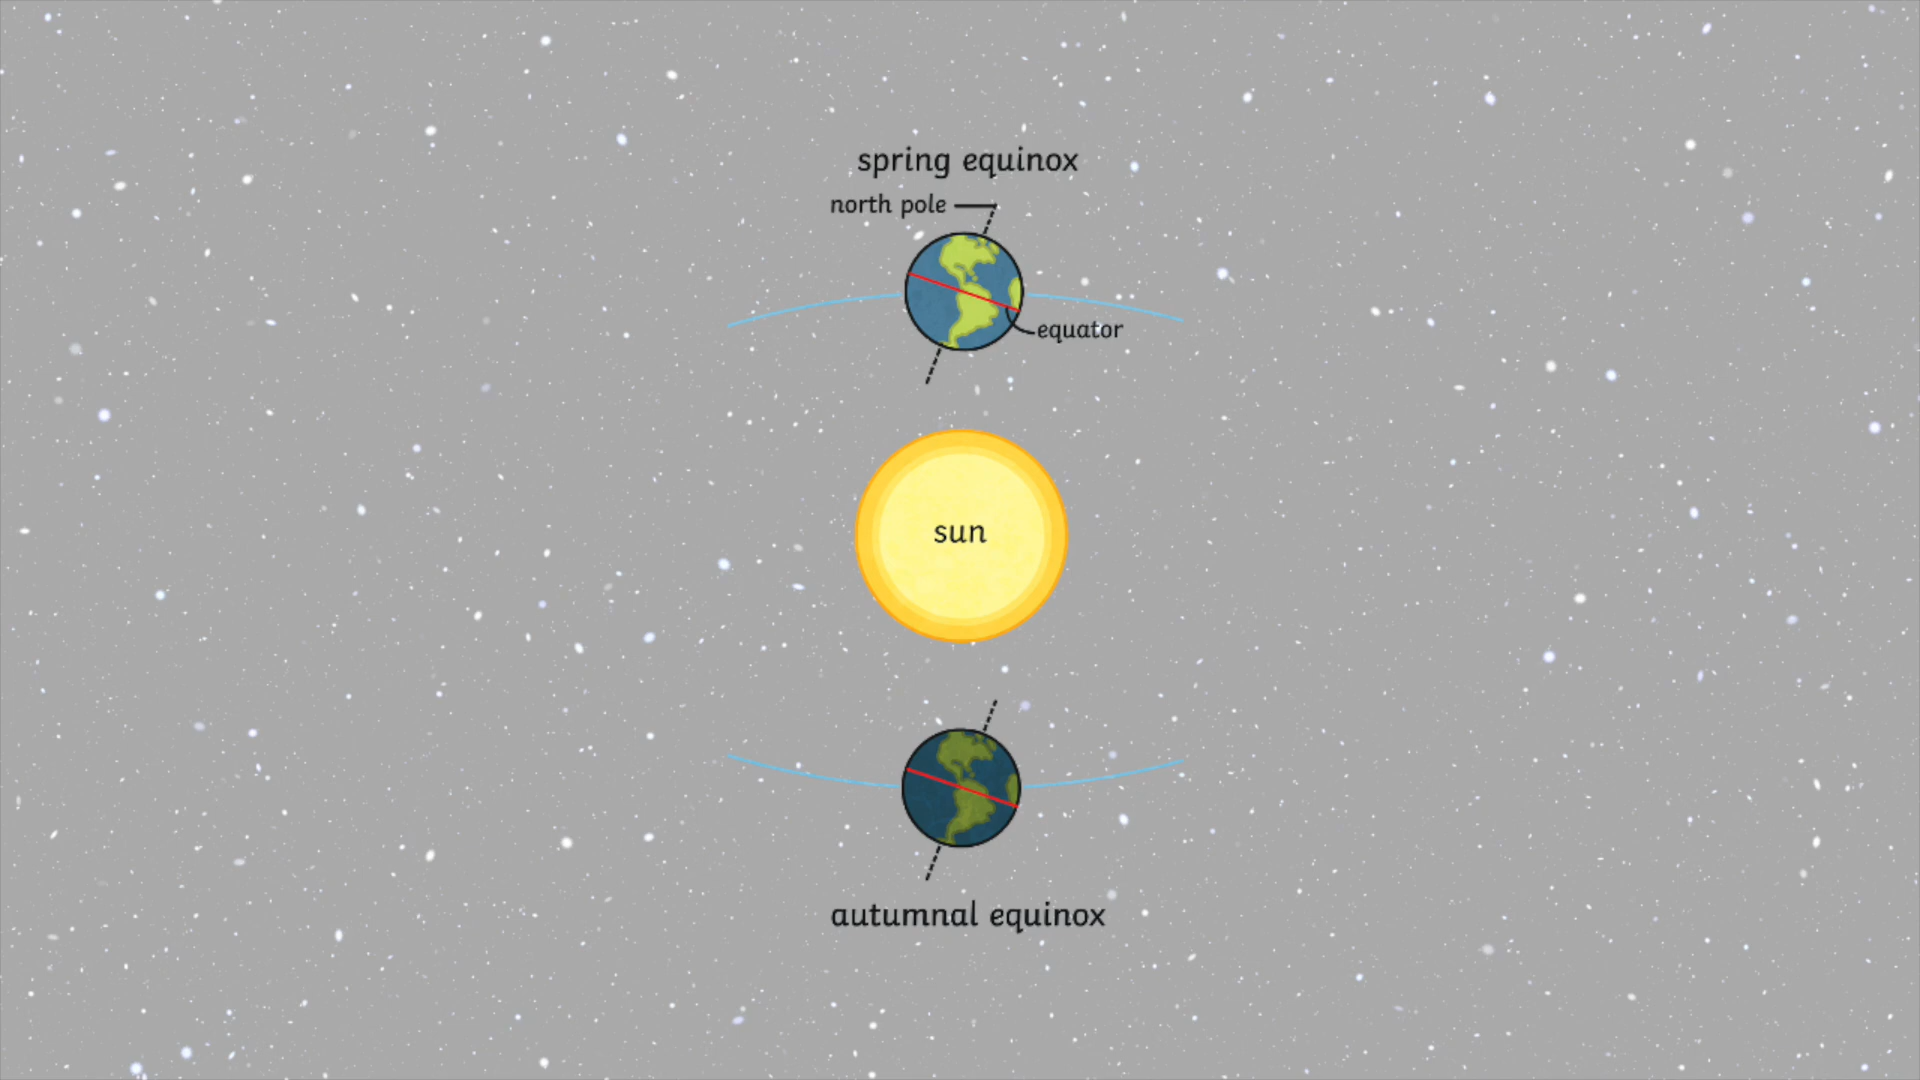 spring equinox
north pole
equator
sun
autumnal equinox